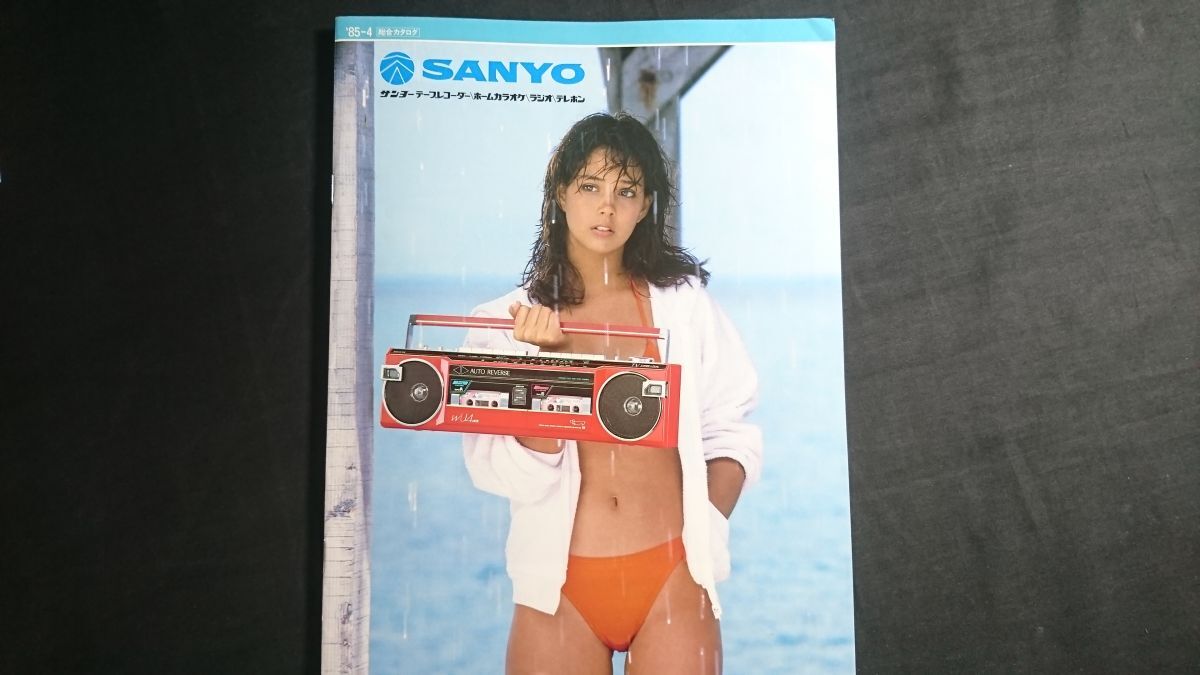 '85-4 [総合カタログ]
SANYO
サンヨーテープレコーダー\ホームカラオケ\ラジオ\テレホン
AUTO REVERSE